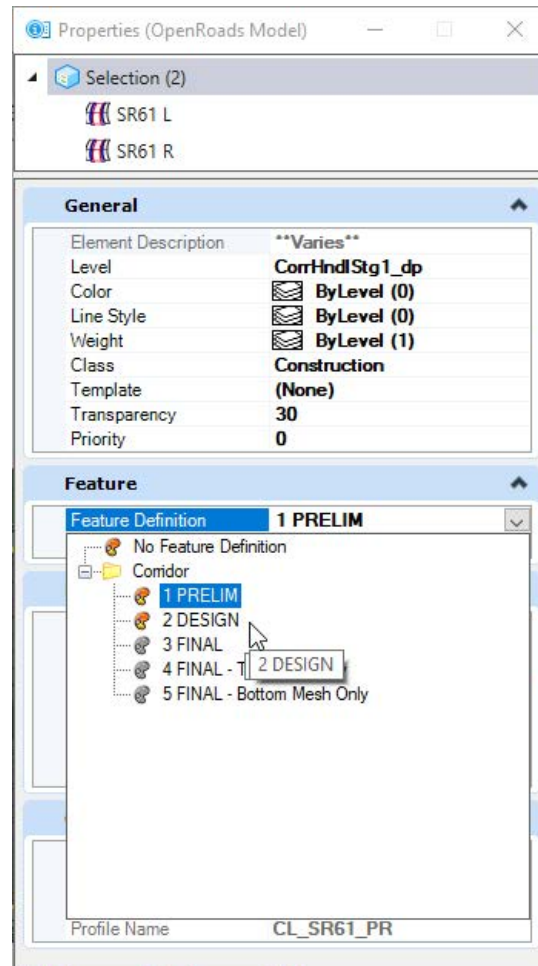 Properties (OpenRoads Model)
Selection (2)
SR61 L
SR61 R
General
Element Description **Varies**
Level CorrHndlStg1_dp
Color ByLevel (0)
Line Style ByLevel (0)
Weight ByLevel (1)
Class Construction
Template (None)
Transparency 30
Priority 0
Feature
Feature Definition 1 PRELIM
No Feature Definition
Corridor
1 PRELIM
2 DESIGN
3 FINAL
4 FINAL - T
2 DESIGN
5 FINAL - Bottom Mesh Only
Profile Name CL_SR61_PR